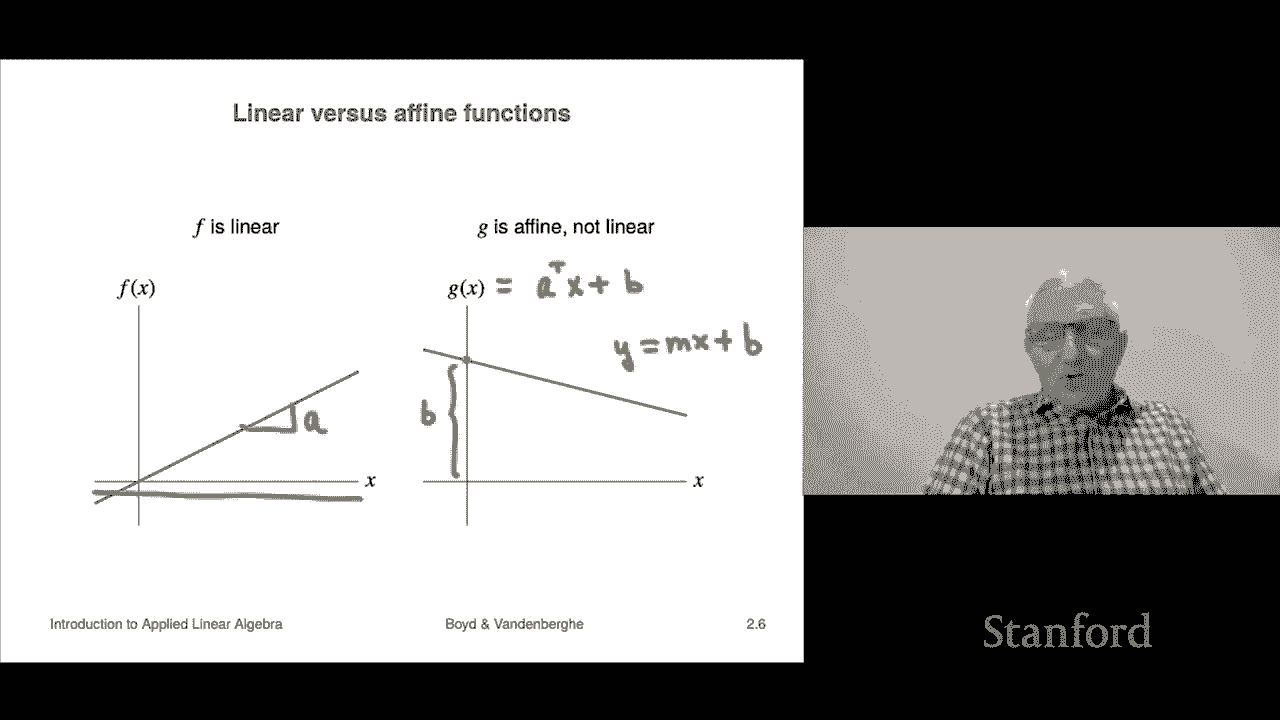 Linear versus affine functions
f is linear
g is affine, not linear
f(x)
g(x) = aᵀx + b
y = mx + b
a
b
x
x
Introduction to Applied Linear Algebra
Boyd & Vandenberghe
2.6
Stanford